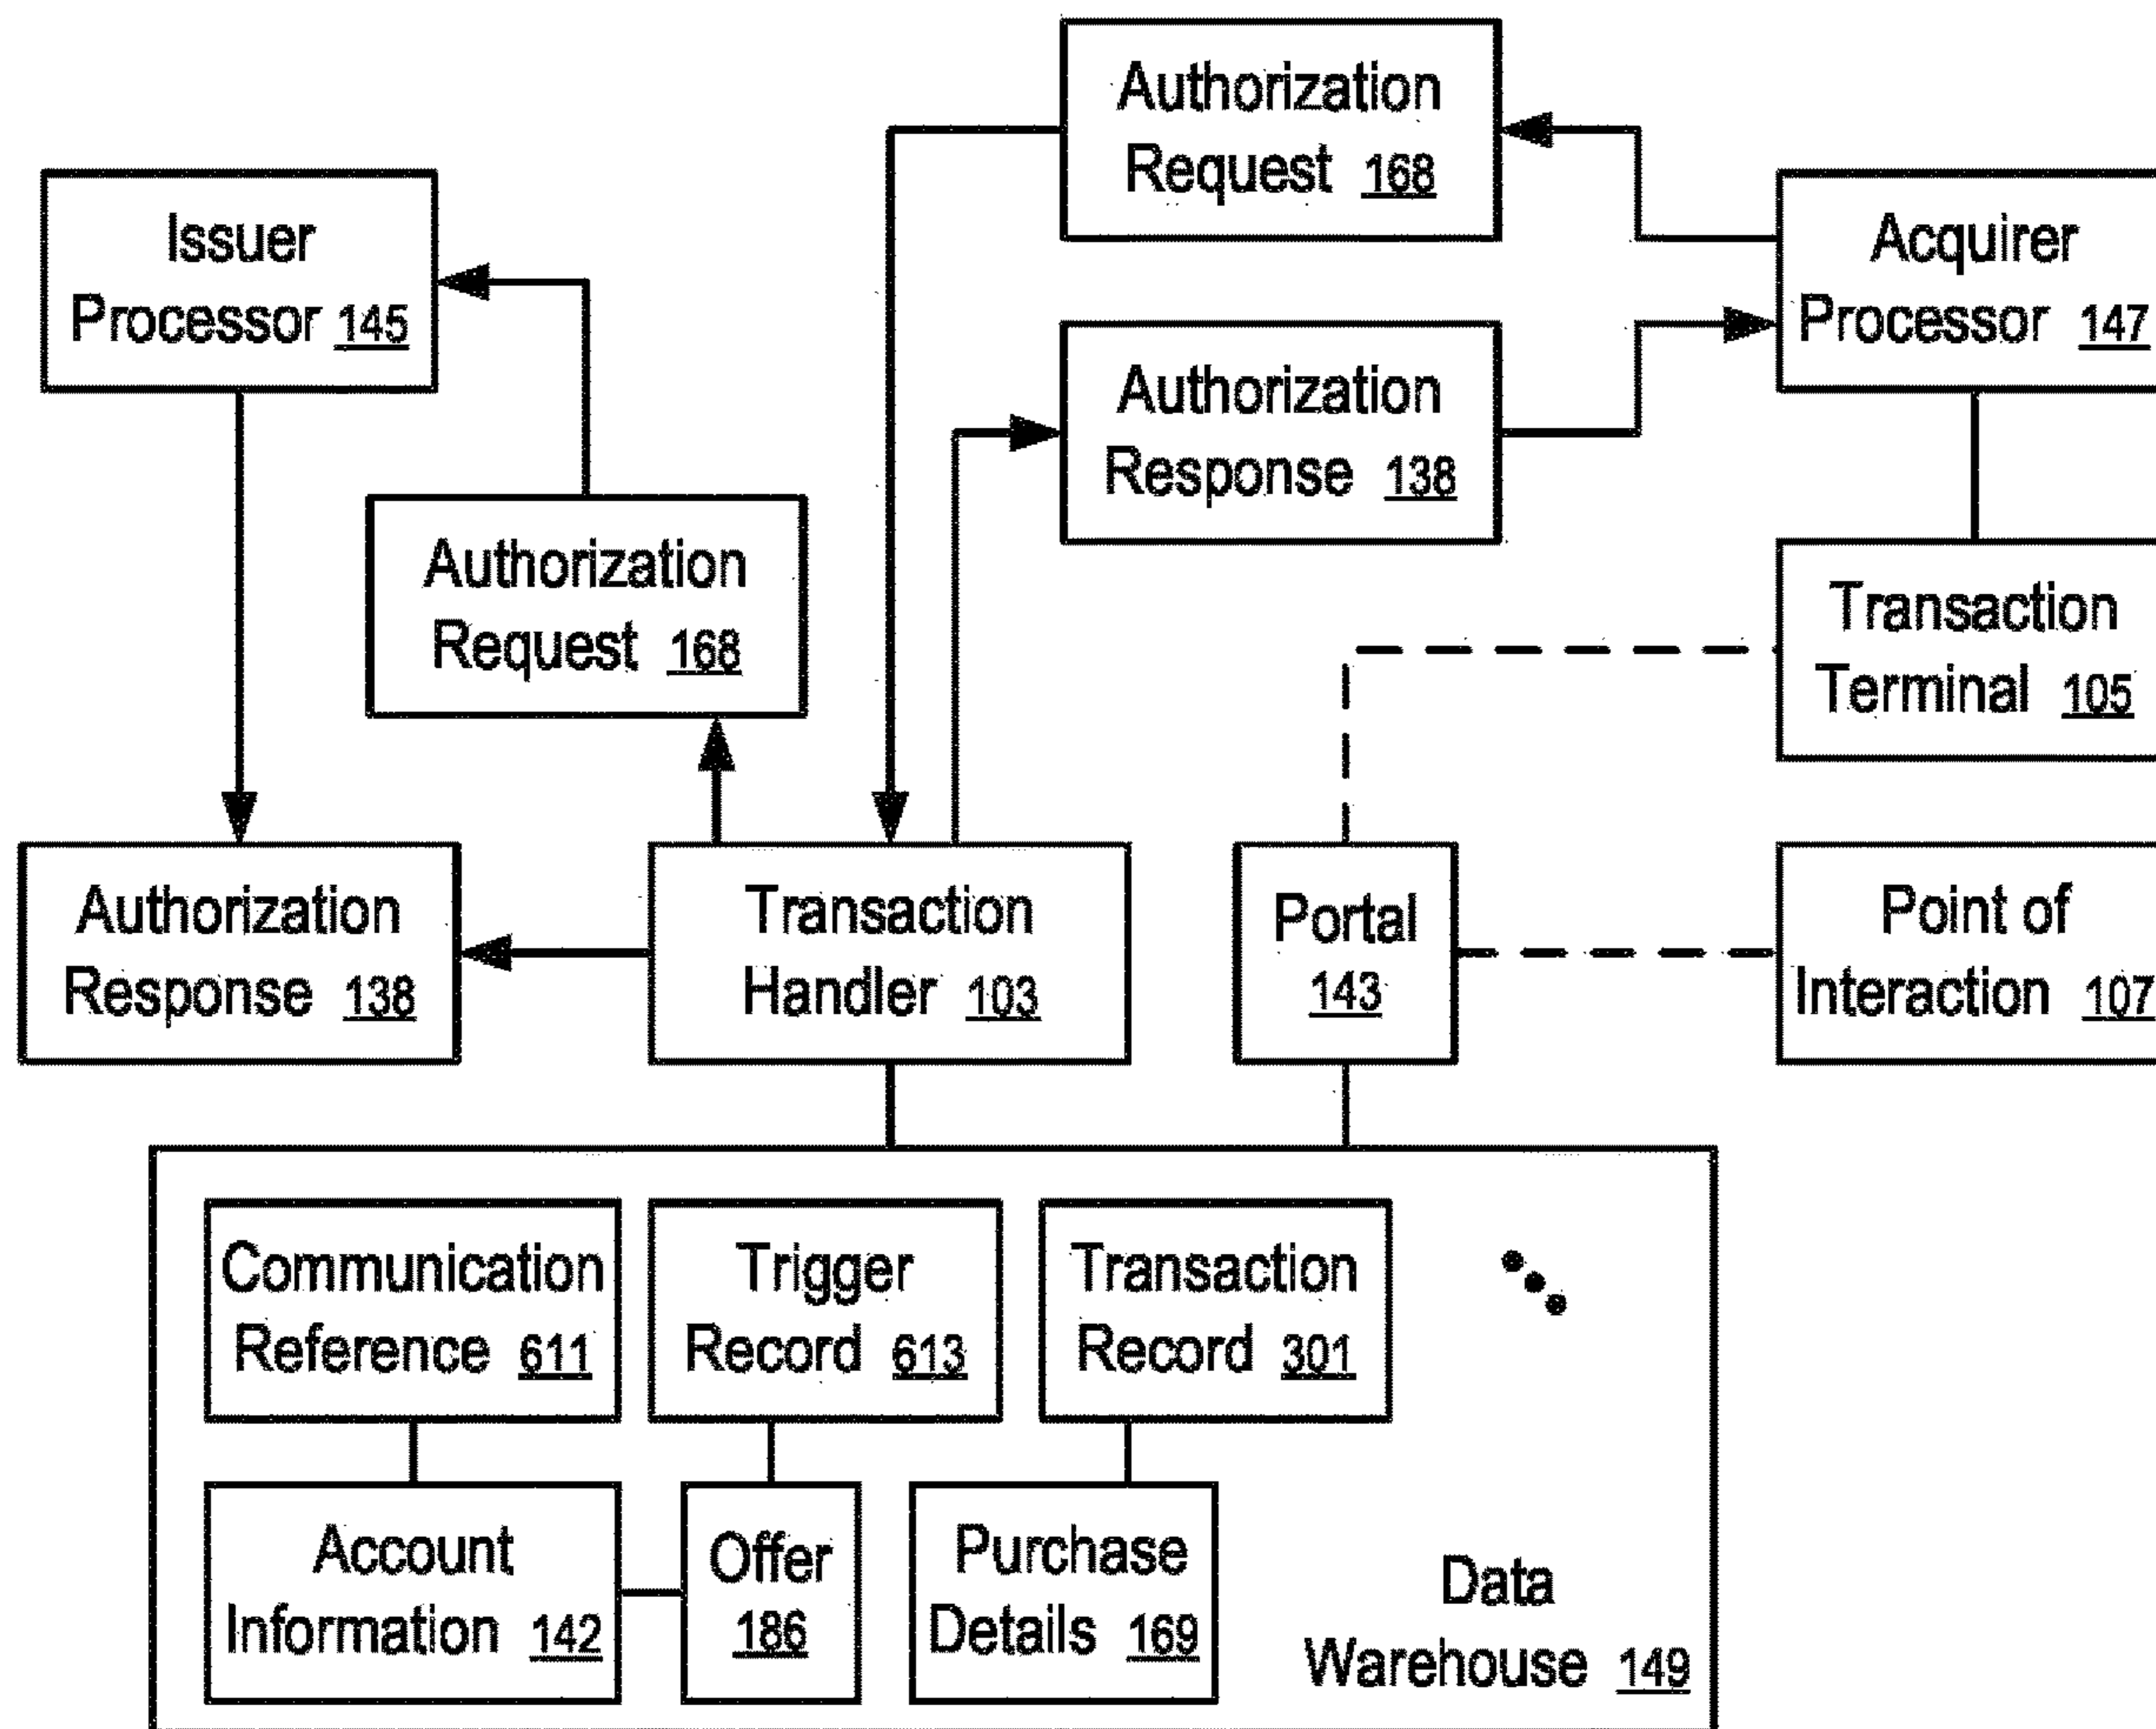 Authorization
Request 168
Issuer
Processor 145
Acquirer
Processor 147
Authorization
Response 138
Authorization
Request 168
Transaction
Terminal 105
Authorization
Response 138
Transaction
Handler 103
Portal
143
Point of
Interaction 107
Communication
Reference 611
Trigger
Record 613
Transaction
Record 301
Account
Information 142
Offer
186
Purchase
Details 169
Data
Warehouse 149